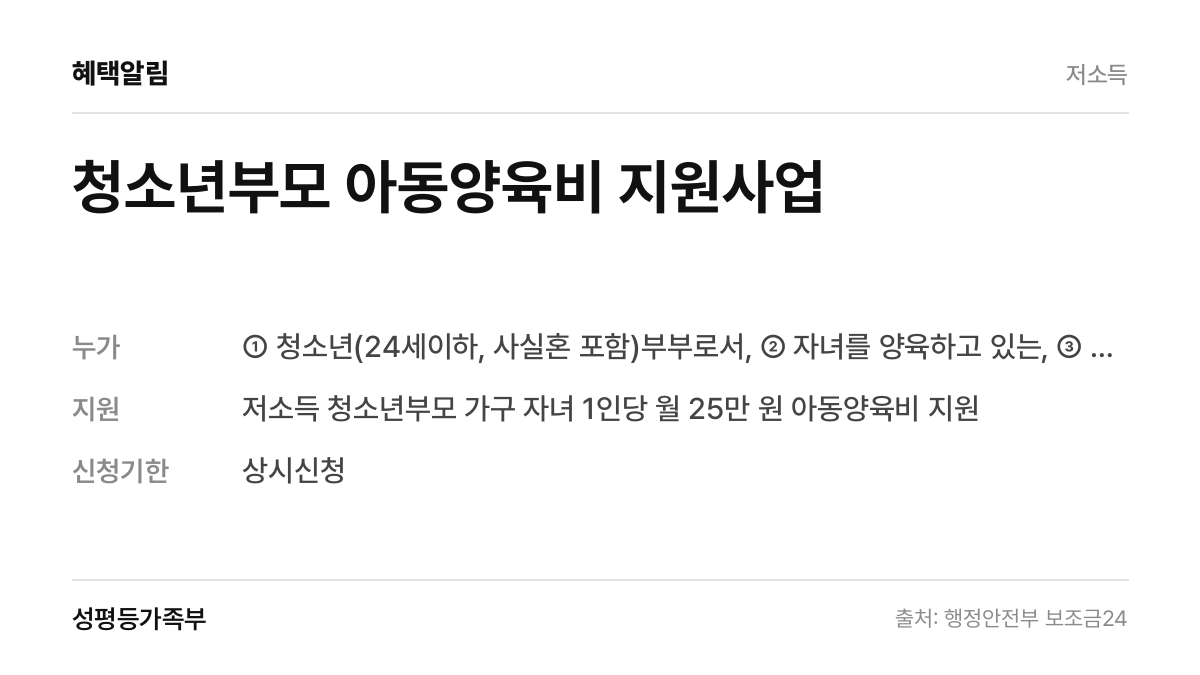 혜택알림
저소득
청소년부모 아동양육비 지원사업
누가 ① 청소년(24세이하, 사실혼 포함)부부로서, ② 자녀를 양육하고 있는, ③ ...
지원 저소득 청소년부모 가구 자녀 1인당 월 25만 원 아동양육비 지원
신청기한 상시신청
성평등가족부
출처: 행정안전부 보조금24